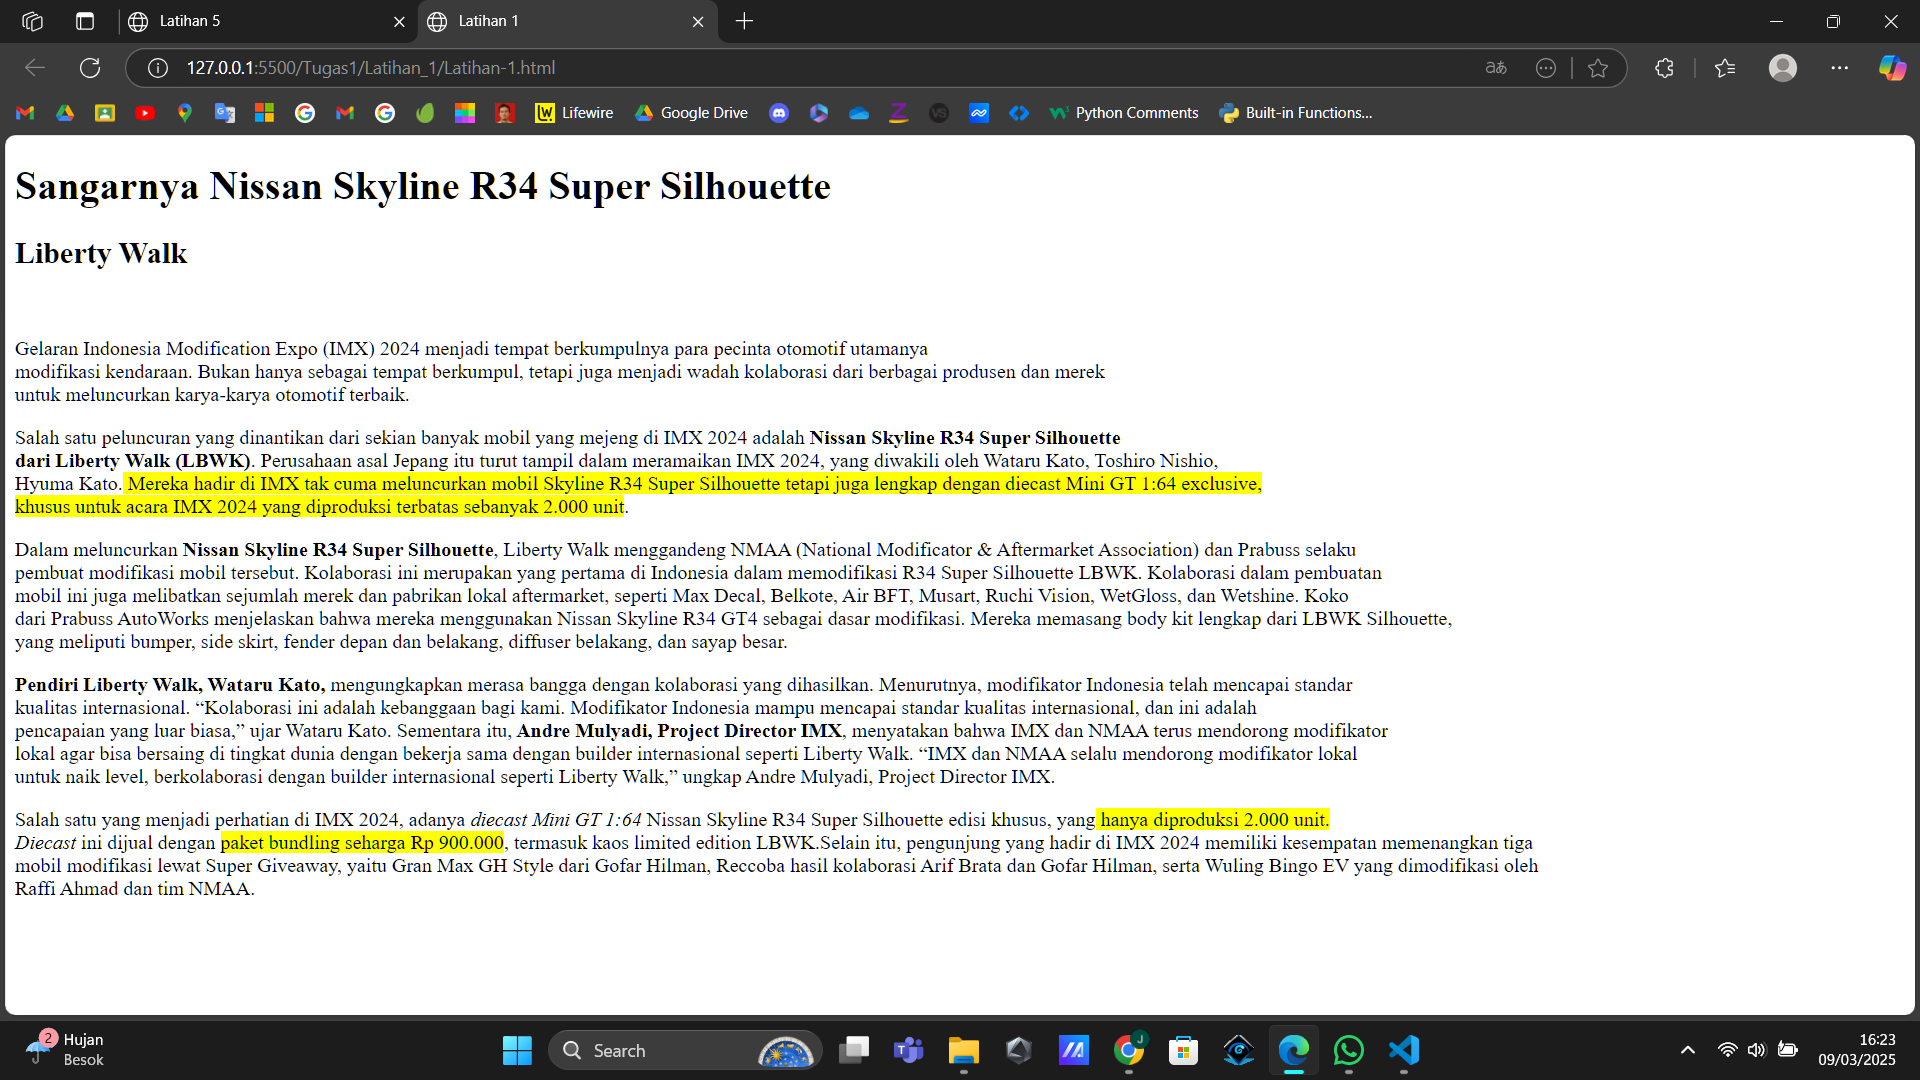 Latihan 5
Latihan 1
127.0.0.1:5500/Tugas1/Latihan_1/Latihan-1.html
Lifewire
Google Drive
Python Comments
Built-in Functions...
Sangarnya Nissan Skyline R34 Super Silhouette
Liberty Walk
Gelaran Indonesia Modification Expo (IMX) 2024 menjadi tempat berkumpulnya para pecinta otomotif utamanya
modifikasi kendaraan. Bukan hanya sebagai tempat berkumpul, tetapi juga menjadi wadah kolaborasi dari berbagai produsen dan merek
untuk meluncurkan karya-karya otomotif terbaik.
Salah satu peluncuran yang dinantikan dari sekian banyak mobil yang mejeng di IMX 2024 adalah Nissan Skyline R34 Super Silhouette
dari Liberty Walk (LBWK). Perusahaan asal Jepang itu turut tampil dalam meramaikan IMX 2024, yang diwakili oleh Wataru Kato, Toshiro Nishio,
Hyuma Kato. Mereka hadir di IMX tak cuma meluncurkan mobil Skyline R34 Super Silhouette tetapi juga lengkap dengan diecast Mini GT 1:64 exclusive,
khusus untuk acara IMX 2024 yang diproduksi terbatas sebanyak 2.000 unit.
Dalam meluncurkan Nissan Skyline R34 Super Silhouette, Liberty Walk menggandeng NMAA (National Modificator & Aftermarket Association) dan Prabuss selaku
pembuat modifikasi mobil tersebut. Kolaborasi ini merupakan yang pertama di Indonesia dalam memodifikasi R34 Super Silhouette LBWK. Kolaborasi dalam pembuatan
mobil ini juga melibatkan sejumlah merek dan pabrikan lokal aftermarket, seperti Max Decal, Belkote, Air BFT, Musart, Ruchi Vision, WetGloss, dan Wetshine. Koko
dari Prabuss AutoWorks menjelaskan bahwa mereka menggunakan Nissan Skyline R34 GT4 sebagai dasar modifikasi. Mereka memasang body kit lengkap dari LBWK Silhouette,
yang meliputi bumper, side skirt, fender depan dan belakang, diffuser belakang, dan sayap besar.
Pendiri Liberty Walk, Wataru Kato, mengungkapkan merasa bangga dengan kolaborasi yang dihasilkan. Menurutnya, modifikator Indonesia telah mencapai standar
kualitas internasional. “Kolaborasi ini adalah kebanggaan bagi kami. Modifikator Indonesia mampu mencapai standar kualitas internasional, dan ini adalah
pencapaian yang luar biasa,” ujar Wataru Kato. Sementara itu, Andre Mulyadi, Project Director IMX, menyatakan bahwa IMX dan NMAA terus mendorong modifikator
lokal agar bisa bersaing di tingkat dunia dengan bekerja sama dengan builder internasional seperti Liberty Walk. “IMX dan NMAA selalu mendorong modifikator lokal
untuk naik level, berkolaborasi dengan builder internasional seperti Liberty Walk,” ungkap Andre Mulyadi, Project Director IMX.
Salah satu yang menjadi perhatian di IMX 2024, adanya diecast Mini GT 1:64 Nissan Skyline R34 Super Silhouette edisi khusus, yang hanya diproduksi 2.000 unit.
Diecast ini dijual dengan paket bundling seharga Rp 900.000, termasuk kaos limited edition LBWK.Selain itu, pengunjung yang hadir di IMX 2024 memiliki kesempatan memenangkan tiga
mobil modifikasi lewat Super Giveaway, yaitu Gran Max GH Style dari Gofar Hilman, Reccoba hasil kolaborasi Arif Brata dan Gofar Hilman, serta Wuling Bingo EV yang dimodifikasi oleh
Raffi Ahmad dan tim NMAA.
2
Hujan
Besok
Search
16:23
09/03/2025